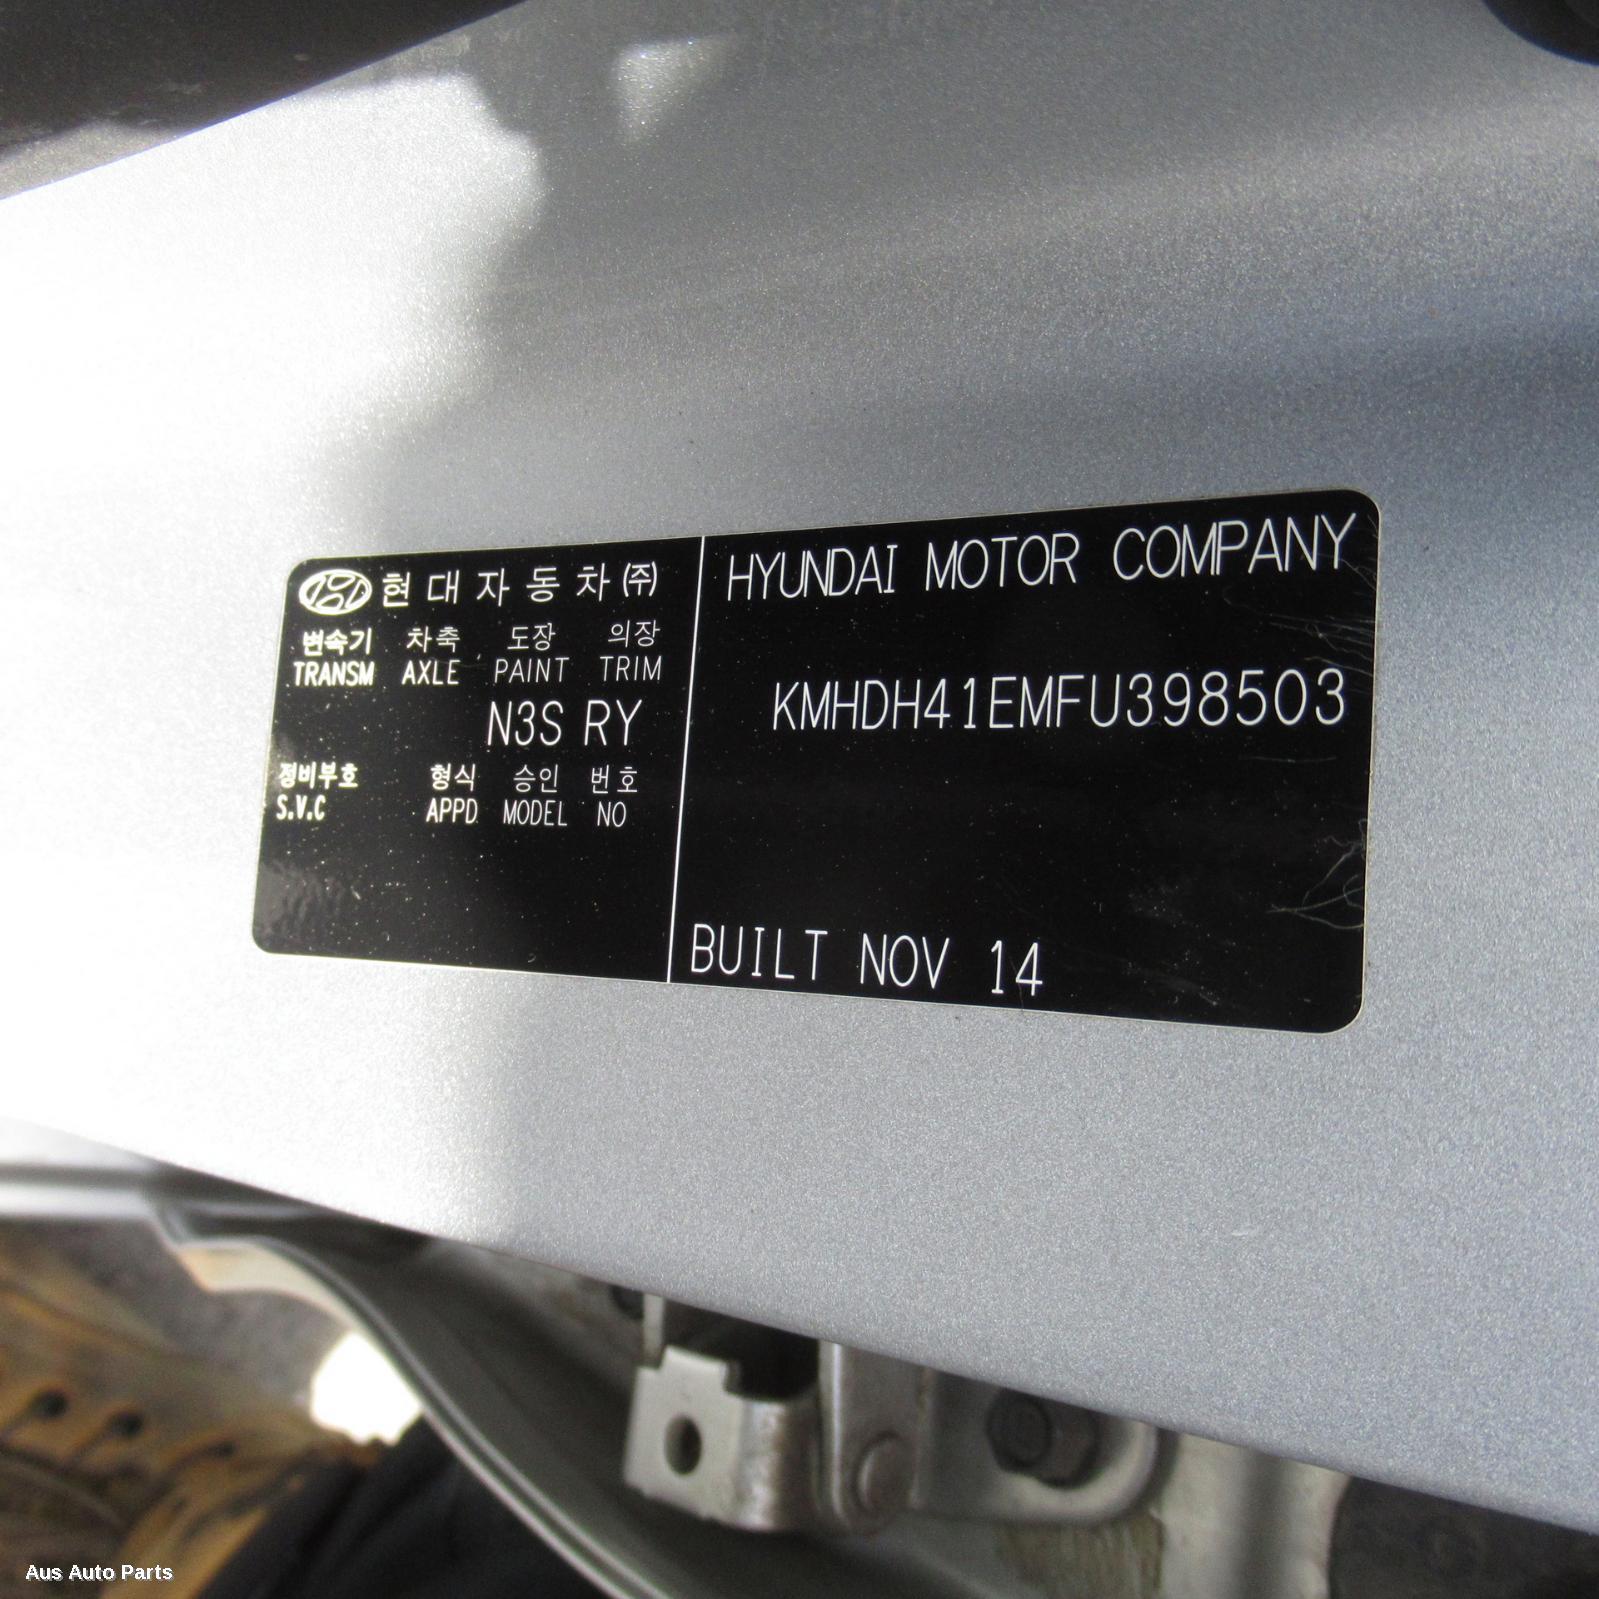 현대자동차㈜
변속기 차축 도장 의장
TRANSM AXLE PAINT TRIM
N3S RY
정비부호 형식 승인 번호
S.V.C APPD MODEL NO
HYUNDAI MOTOR COMPANY
KMHDH41EMFU398503
BUILT NOV 14
Aus Auto Parts